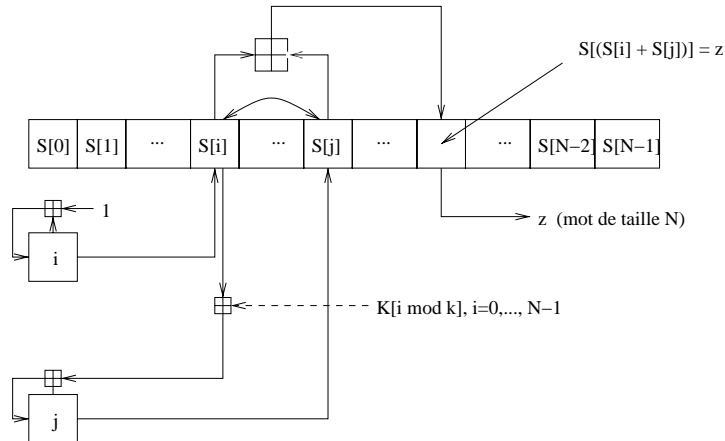 S[(S[i] + S[j])] = z
S[0] S[1] ... S[i] ... S[j] ... ... S[N−2] S[N−1]
1
z (mot de taille N)
i
K[i mod k], i=0,..., N−1
j